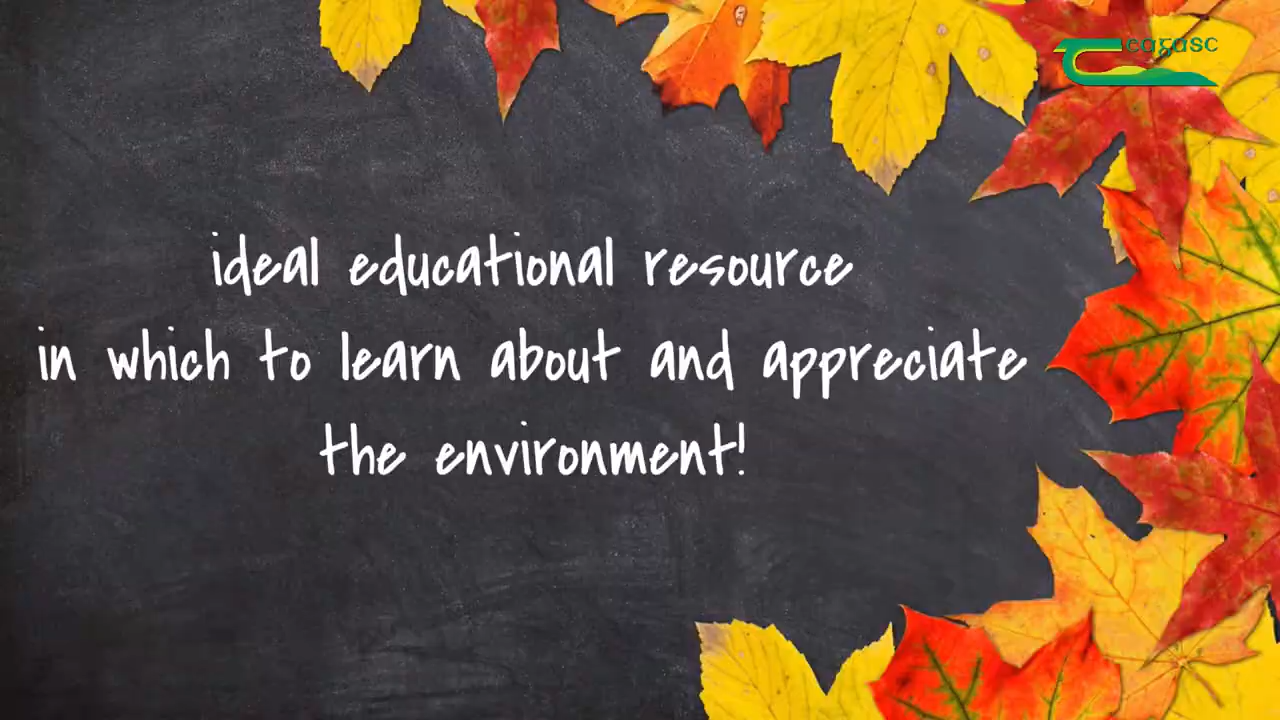 teagasc
ideal educational resource
in which to learn about and appreciate
the environment!